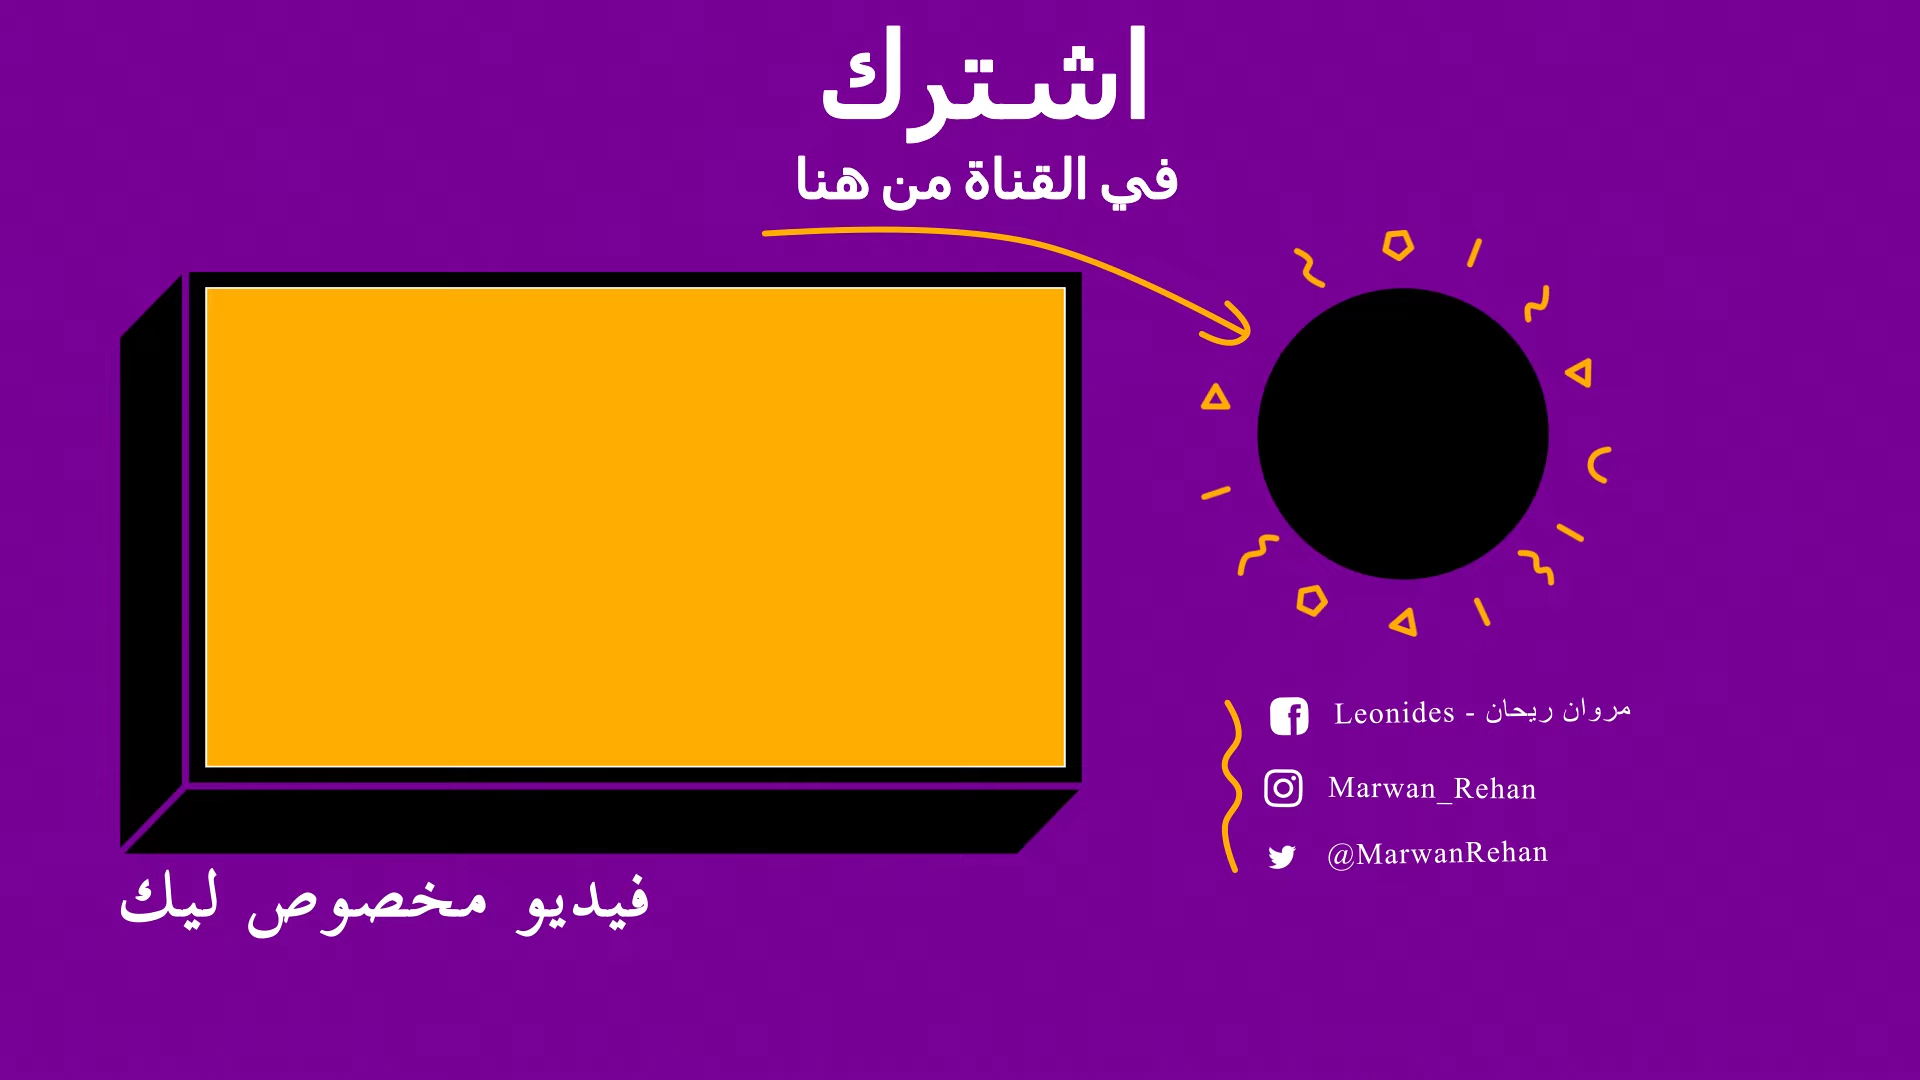 اشترك
في القناة من هنا
Leonides - مروان ريحان
Marwan_Rehan
@MarwanRehan
فيديو مخصوص ليك